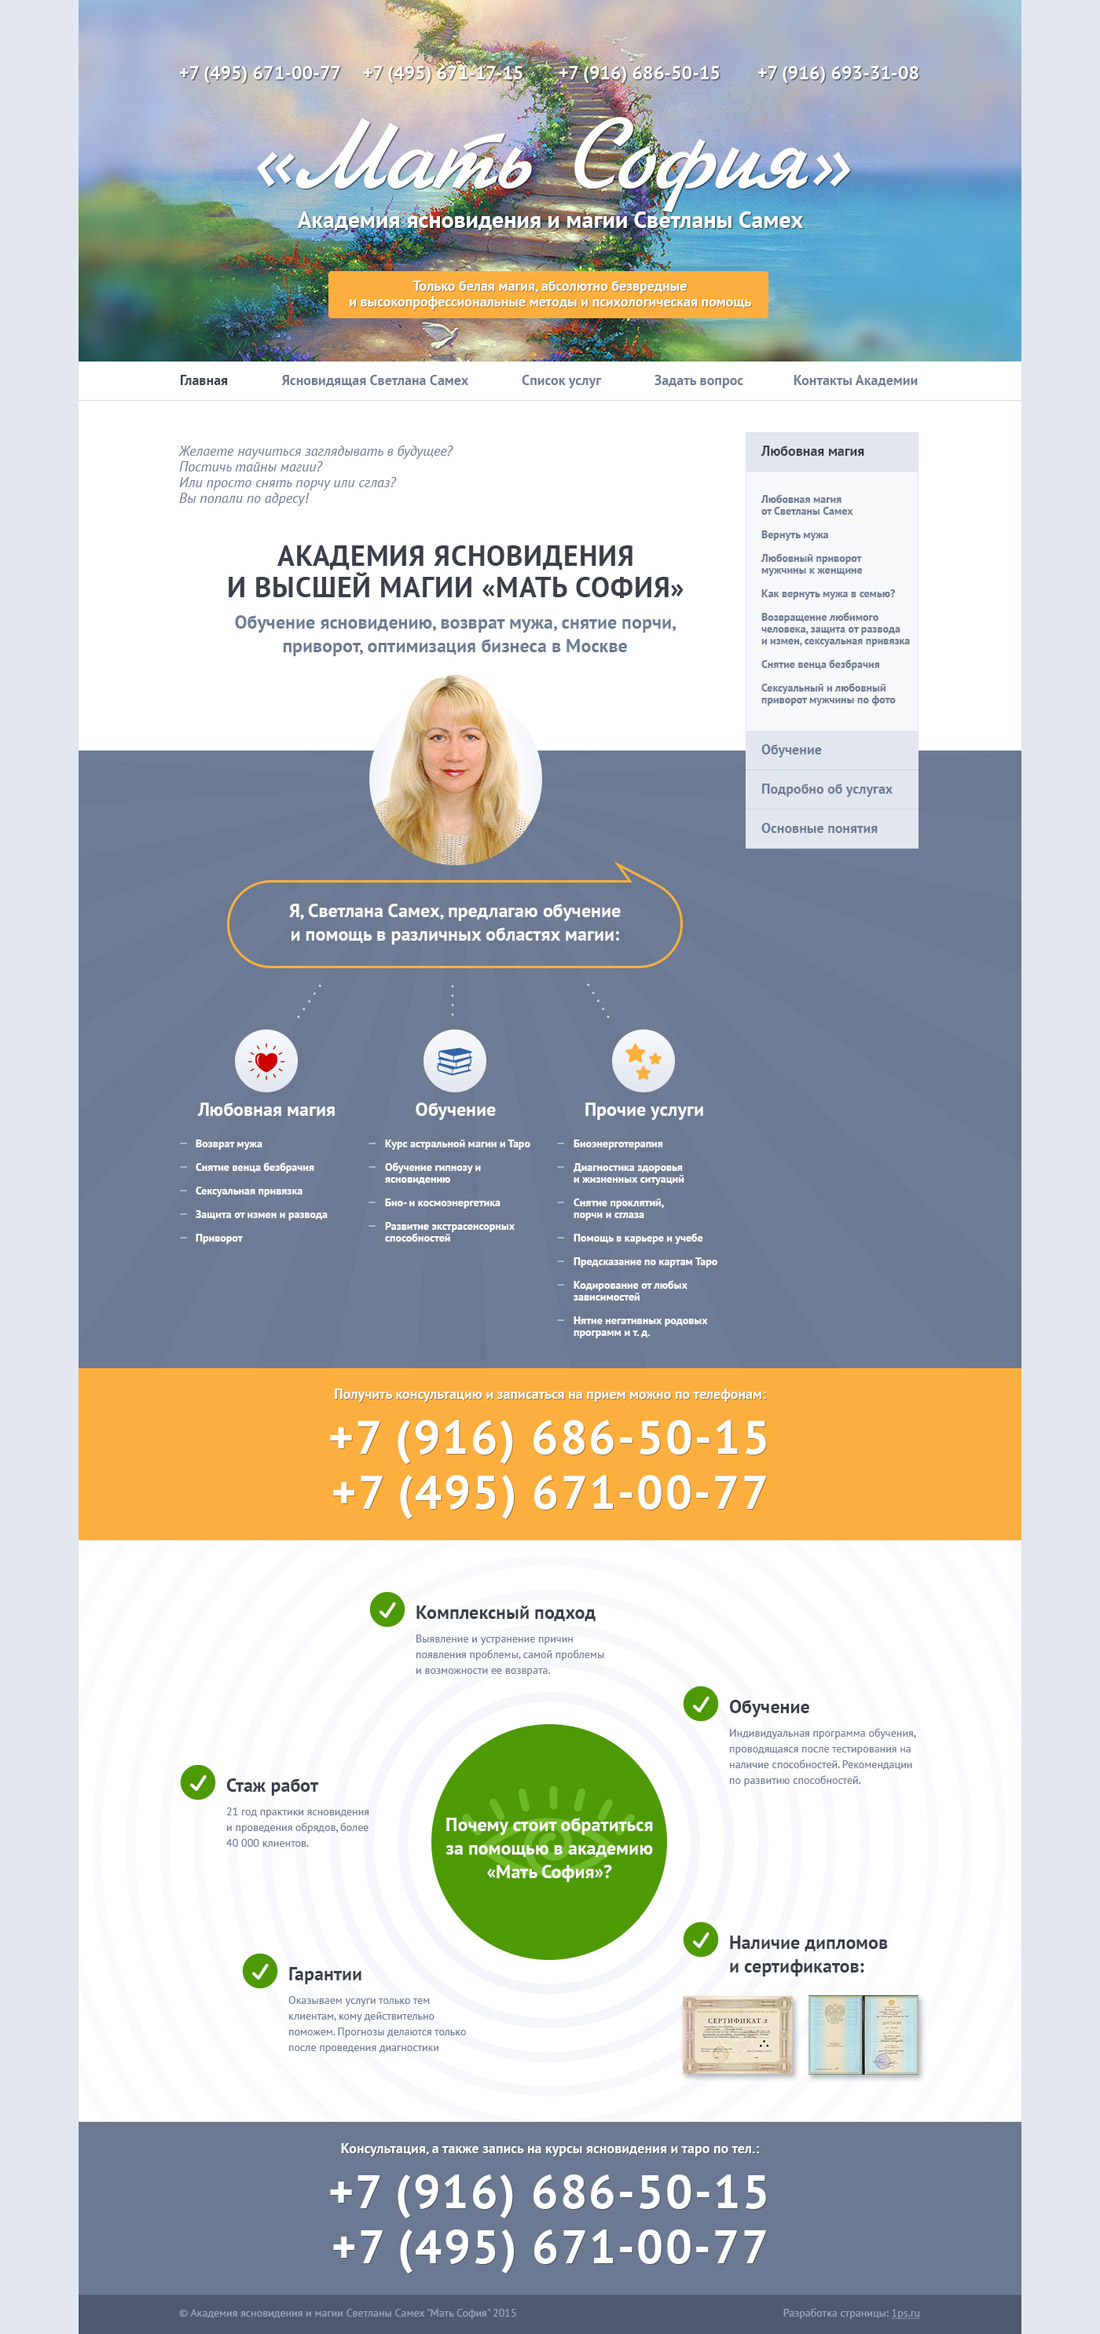 +7 (495) 671-00-77 +7 (495) 671-17-15 +7 (916) 686-50-15 +7 (916) 693-31-08
«Мать София»
Академия ясновидения и магии Светланы Самех
Только белая магия, абсолютно безвредные
и высокопрофессиональные методы и психологическая помощь
Главная Ясновидящая Светлана Самех Список услуг Задать вопрос Контакты Академии
Желаете научиться заглядывать в будущее?
Постичь тайны магии?
Или просто снять порчу или сглаз?
Вы попали по адресу!
АКАДЕМИЯ ЯСНОВИДЕНИЯ
И ВЫСШЕЙ МАГИИ «МАТЬ СОФИЯ»
Обучение ясновидению, возврат мужа, снятие порчи,
приворот, оптимизация бизнеса в Москве
Любовная магия
Любовная магия
от Светланы Самех
Вернуть мужа
Любовный приворот
мужчины к женщине
Как вернуть мужа в семью?
Возвращение любимого
человека, защита от развода
и измен, сексуальная привязка
Снятие венца безбрачия
Сексуальный и любовный
приворот мужчины по фото
Обучение
Подробно об услугах
Основные понятия
Я, Светлана Самех, предлагаю обучение
и помощь в различных областях магии:
Любовная магия
– Возврат мужа
– Снятие венца безбрачия
– Сексуальная привязка
– Защита от измен и развода
– Приворот
Обучение
– Курс астральной магии и Таро
– Обучение гипнозу и
ясновидению
– Био- и космоэнергетика
– Развитие экстрасенсорных
способностей
Прочие услуги
– Биоэнерготерапия
– Диагностика здоровья
и жизненных ситуаций
– Снятие проклятий,
порчи и сглаза
– Помощь в карьере и учебе
– Предсказание по картам Таро
– Кодирование от любых
зависимостей
– Нятие негативных родовых
программ и т. д.
Получить консультацию и записаться на прием можно по телефонам:
+7 (916) 686-50-15
+7 (495) 671-00-77
Комплексный подход
Выявление и устранение причин
появления проблемы, самой проблемы
и возможности ее возврата.
Обучение
Индивидуальная программа обучения,
проводящаяся после тестирования на
наличие способностей. Рекомендации
по развитию способностей.
Стаж работ
21 год практики ясновидения
и проведения обрядов, более
40 000 клиентов.
Почему стоит обратиться
за помощью в академию
«Мать София»?
Гарантии
Оказываем услуги только тем
клиентам, кому действительно
поможем. Прогнозы делаются только
после проведения диагностики
Наличие дипломов
и сертификатов:
СЕРТИФИКАТ
ДИПЛОМ
Консультация, а также запись на курсы ясновидения и таро по тел.:
+7 (916) 686-50-15
+7 (495) 671-00-77
© Академия ясновидения и магии Светланы Самех "Мать София" 2015 Разработка страницы: 1ps.ru